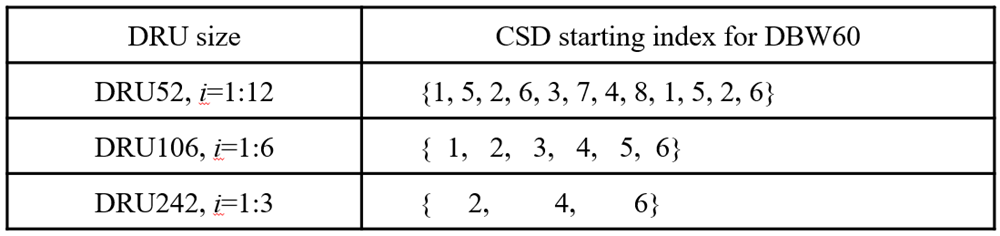 DRU size CSD starting index for DBW60
DRU52, i=1:12 {1, 5, 2, 6, 3, 7, 4, 8, 1, 5, 2, 6}
DRU106, i=1:6 { 1, 2, 3, 4, 5, 6}
DRU242, i=1:3 { 2, 4, 6}